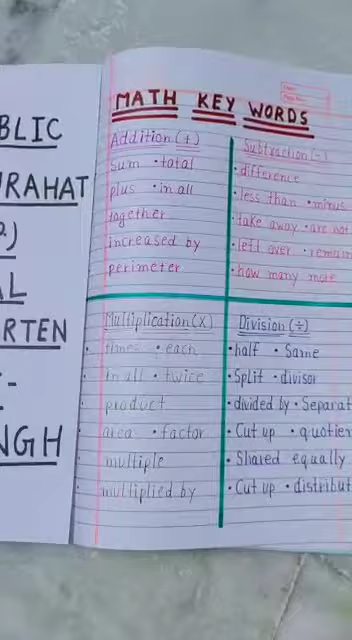 BLIC
URAHAT
RTEN
NGH
MATH KEY WORDS
Addition (+)
sum • total
plus • in all
together
increased by
perimeter
Subtraction (-)
• difference
• less than • minus
• take away • are not
• left over • remain
• how many more
Multiplication (X)
• times • each
• in all • twice
• product
• area • factor
• multiple
• multiplied by
Division (÷)
• half • Same
• Split • divisor
• divided by • Separat
• Cut up • quotien
• Shared equally
• Cut up • distribut